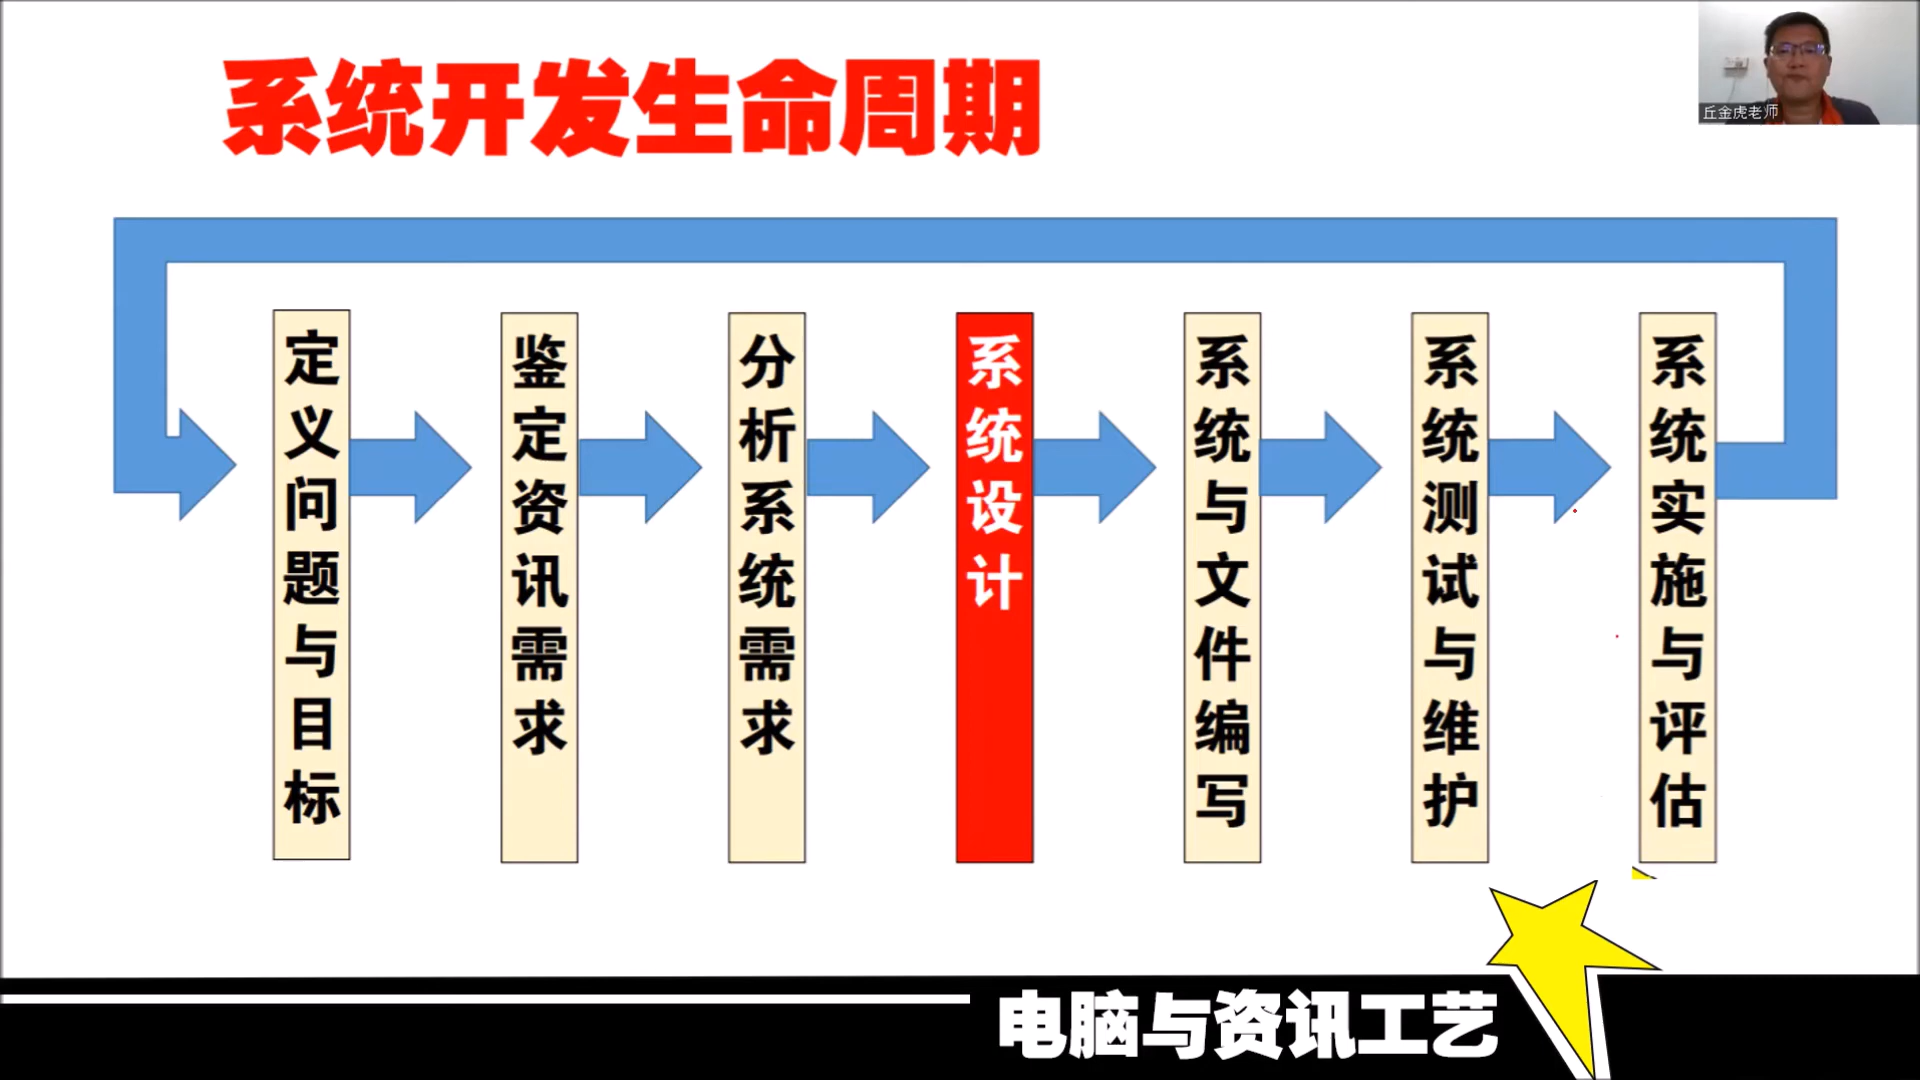 系统开发生命周期
丘金虎老师
定义问题与目标
鉴定资讯需求
分析系统需求
系统设计
系统与文件编写
系统测试与维护
系统实施与评估
电脑与资讯工艺